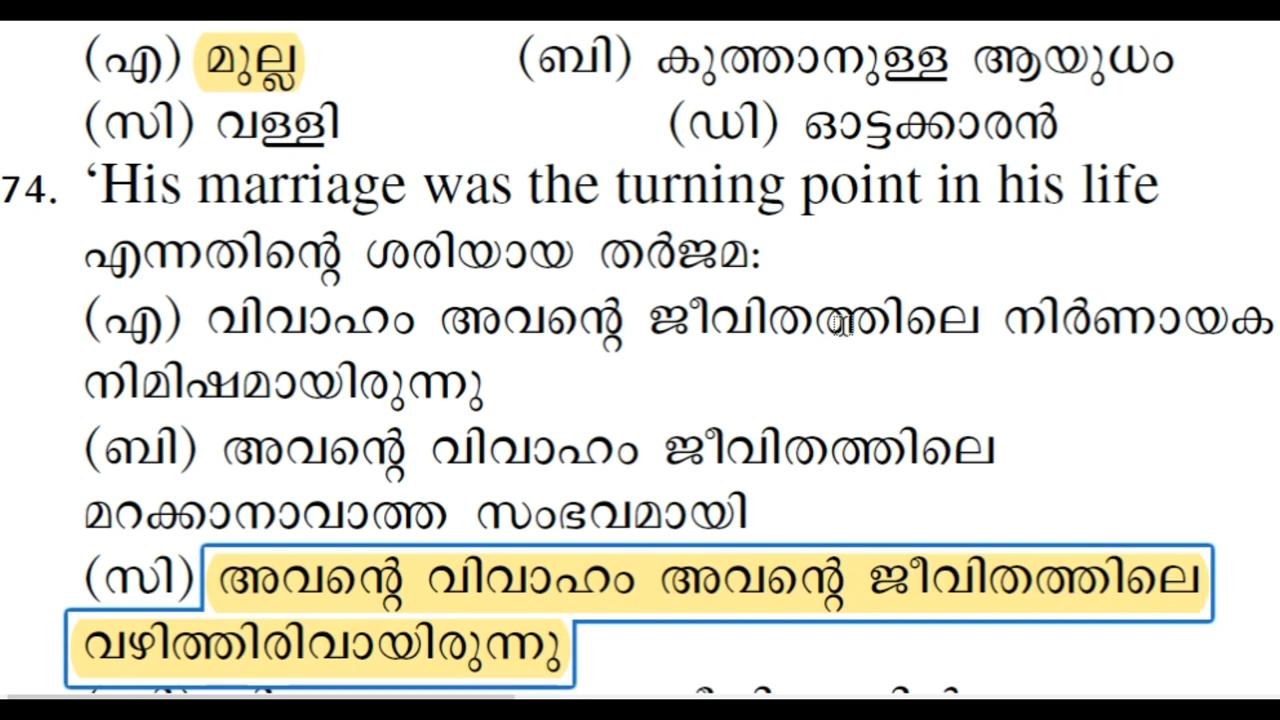 (എ) മുല്ല (ബി) കുത്താനുള്ള ആയുധം
(സി) വള്ളി (ഡി) ഓട്ടക്കാരൻ
74. ‘His marriage was the turning point in his life
എന്നതിന്റെ ശരിയായ തർജമ:
(എ) വിവാഹം അവന്റെ ജീവിതത്തിലെ നിർണായക
നിമിഷമായിരുന്നു
(ബി) അവന്റെ വിവാഹം ജീവിതത്തിലെ
മറക്കാനാവാത്ത സംഭവമായി
(സി) അവന്റെ വിവാഹം അവന്റെ ജീവിതത്തിലെ
വഴിത്തിരിവായിരുന്നു